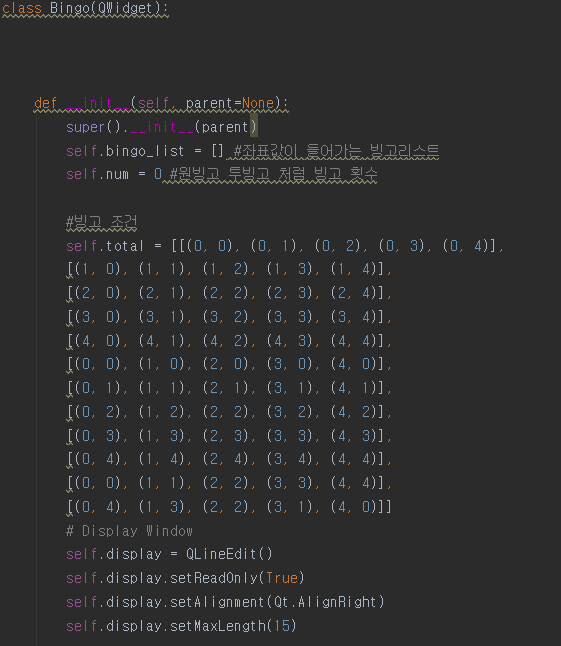 class Bingo(QWidget):
def __init__(self, parent=None):
super().__init__(parent)
self.bingo_list = [] #좌표값이 들어가는 빙고리스트
self.num = 0 #원빙고 투빙고 처럼 빙고 횟수
#빙고 조건
self.total = [[(0, 0), (0, 1), (0, 2), (0, 3), (0, 4)],
[(1, 0), (1, 1), (1, 2), (1, 3), (1, 4)],
[(2, 0), (2, 1), (2, 2), (2, 3), (2, 4)],
[(3, 0), (3, 1), (3, 2), (3, 3), (3, 4)],
[(4, 0), (4, 1), (4, 2), (4, 3), (4, 4)],
[(0, 0), (1, 0), (2, 0), (3, 0), (4, 0)],
[(0, 1), (1, 1), (2, 1), (3, 1), (4, 1)],
[(0, 2), (1, 2), (2, 2), (3, 2), (4, 2)],
[(0, 3), (1, 3), (2, 3), (3, 3), (4, 3)],
[(0, 4), (1, 4), (2, 4), (3, 4), (4, 4)],
[(0, 0), (1, 1), (2, 2), (3, 3), (4, 4)],
[(0, 4), (1, 3), (2, 2), (3, 1), (4, 0)]]
# Display Window
self.display = QLineEdit()
self.display.setReadOnly(True)
self.display.setAlignment(Qt.AlignRight)
self.display.setMaxLength(15)